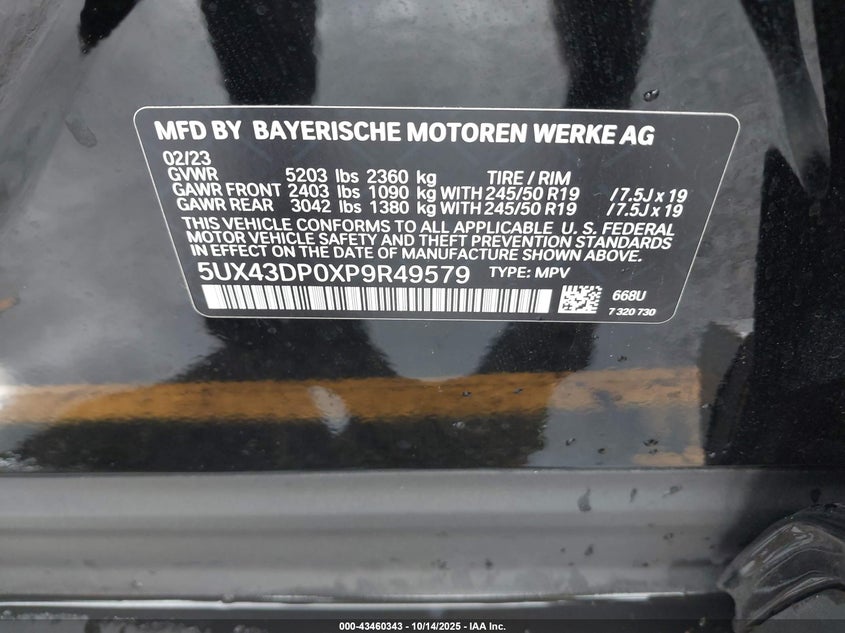 MFD BY BAYERISCHE MOTOREN WERKE AG
02/23
GVWR 5203 lbs 2360 kg TIRE / RIM
GAWR FRONT 2403 lbs 1090 kg WITH 245/50 R19 / 7.5J x 19
GAWR REAR 3042 lbs 1380 kg WITH 245/50 R19 / 7.5J x 19
THIS VEHICLE CONFORMS TO ALL APPLICABLE U. S. FEDERAL
MOTOR VEHICLE SAFETY AND THEFT PREVENTION STANDARDS
IN EFFECT ON THE DATE OF MANUFACTURE SHOWN ABOVE.
5UX43DP0XP9R49579 TYPE: MPV
668U
7 320 730
000-43460343 - 10/14/2025 - IAA Inc.